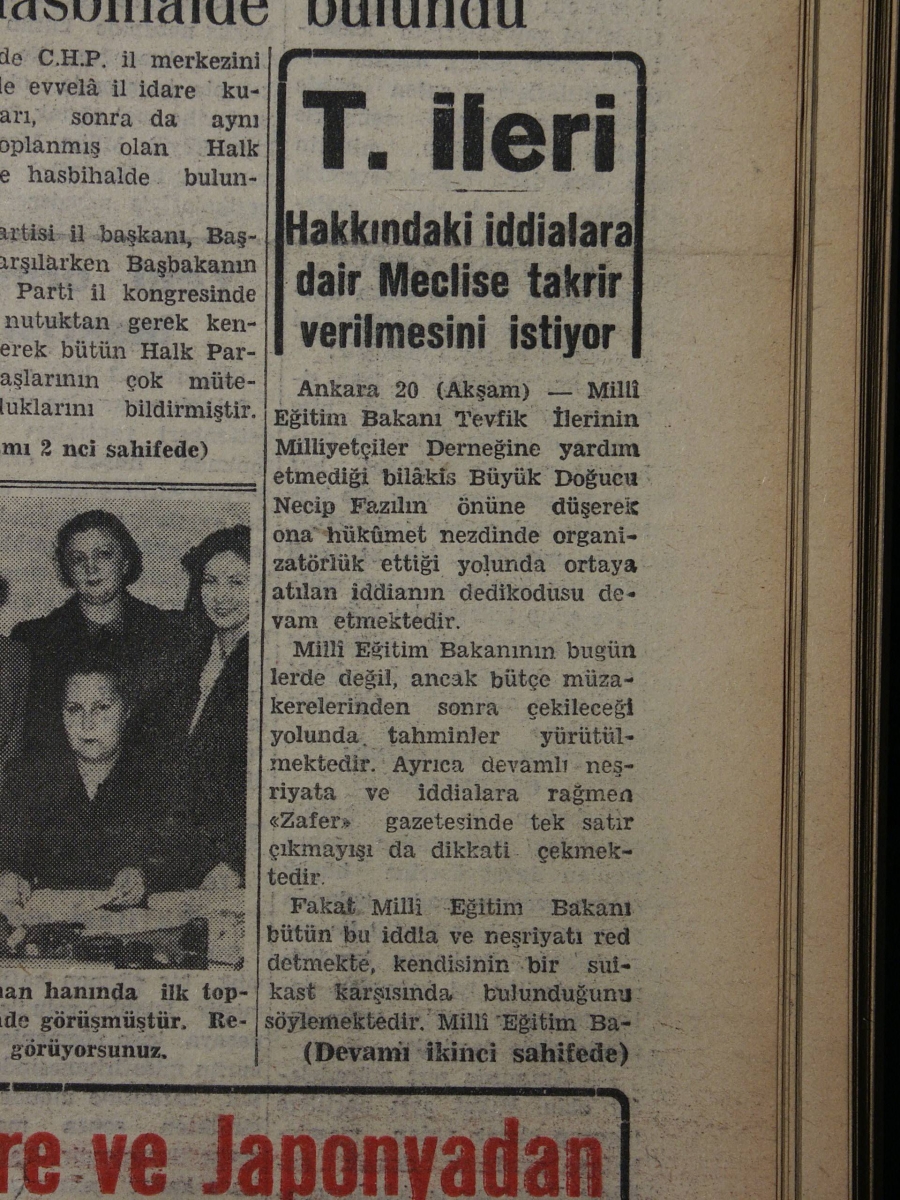 hasbihalde bulundu
de C.H.P. il merkezini
le evvelâ il idare ku-
arı, sonra da aynı
oplanmış olan Halk
e hasbihalde bulun-
artisi il başkanı, Baş-
arşılarken Başbakanın
Parti il kongresinde
nutuktan gerek ken-
erek bütün Halk Par-
aşlarının çok müte-
luklarını bildirmiştir.
mı 2 nci sahifede)
an hanında ilk top-
de görüşmüştür. Re-
görüyorsunuz.
T. ileri
Hakkındaki iddialara
dair Meclise takrir
verilmesini istiyor
Ankara 20 (Akşam) — Millî
Eğitim Bakanı Tevfik İlerinin
Milliyetçiler Derneğine yardım
etmediği bilâkis Büyük Doğucu
Necip Fazılın önüne düşerek
ona hükûmet nezdinde organi-
zatörlük ettiği yolunda ortaya
atılan iddianın dedikodusu de-
vam etmektedir.
Millî Eğitim Bakanının bugün
lerde değil, ancak bütçe müza-
kerelerinden sonra çekileceği
yolunda tahminler yürütül-
mektedir. Ayrıca devamlı neş-
riyata ve iddialara rağmen
«Zafer» gazetesinde tek satır
çıkmayışı da dikkati çekmek-
tedir.
Fakat Millî Eğitim Bakanı
bütün bu iddia ve neşriyatı red
detmekte, kendisinin bir sui-
kast karşısında bulunduğunu
söylemektedir. Millî Eğitim Ba-
(Devamı ikinci sahifede)
re ve Japonyadan